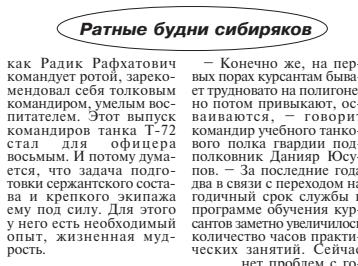 Ратные будни сибиряков
как Радик Рафхатович
командует ротой, зареко-
мендовал себя толковым
командиром, умелым вос-
питателем. Этот выпуск
командиров танка Т-72
стал для офицера
восьмым. И потому дума-
ется, что задача подго-
товки сержантского соста-
ва и крепкого экипажа
ему под силу. Для этого
у него есть необходимый
опыт, жизненная муд-
рость.
– Конечно же, на пер-
вых порах курсантам быва-
ет трудновато на полигоне,
но потом привыкают, ос-
ваиваются, – говорит
командир учебного танко-
вого полка гвардии под-
полковник Данияр Юсу-
пов. – За последние года
два в связи с переходом на
годичный срок службы и
программе обучения кур-
сантов заметно увеличилось
количество часов практи-
ческих занятий. Сейчас
нет проблем с го-